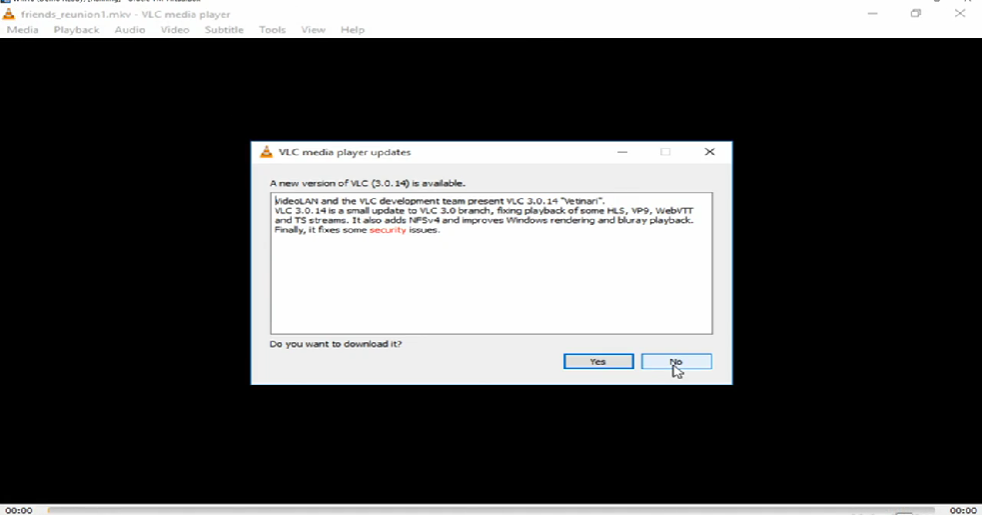 friends_reunion1.mkv - VLC media player
Media Playback Audio Video Subtitle Tools View Help
VLC media player updates
A new version of VLC (3.0.14) is available.
VideoLAN and the VLC development team present VLC 3.0.14 "Vetinari".
VLC 3.0.14 is a small update to VLC 3.0 branch, fixing playback of some HLS, VP9, WebVTT
and TS streams. It also adds NFSv4 and improves Windows rendering and bluray playback.
Finally, it fixes some security issues.
Do you want to download it?
Yes No
00:00 00:00